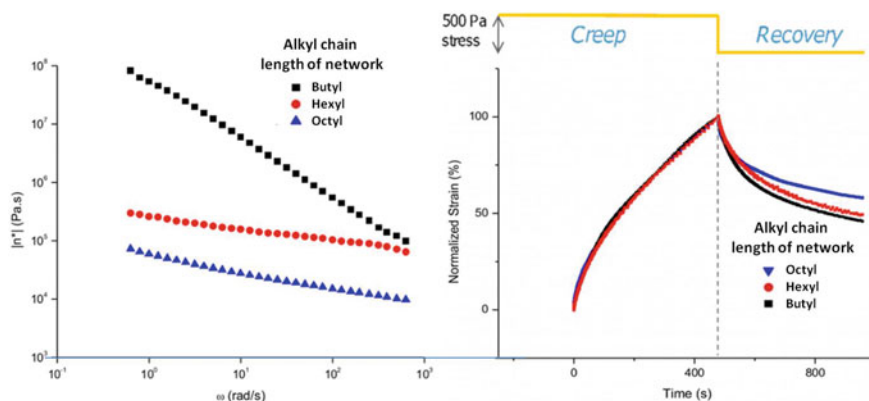 Alkyl chain
length of network
Butyl
Hexyl
Octyl
10⁸
10⁷
10⁶
10⁵
10⁴
10³
|n*| (Pa.s)
10⁻¹
10⁰
10¹
10²
10³
ω (rad/s)
500 Pa
stress
Creep
Recovery
100
50
0
Normalized Strain (%)
Alkyl chain
length of network
Octyl
Hexyl
Butyl
0
400
800
Time (s)